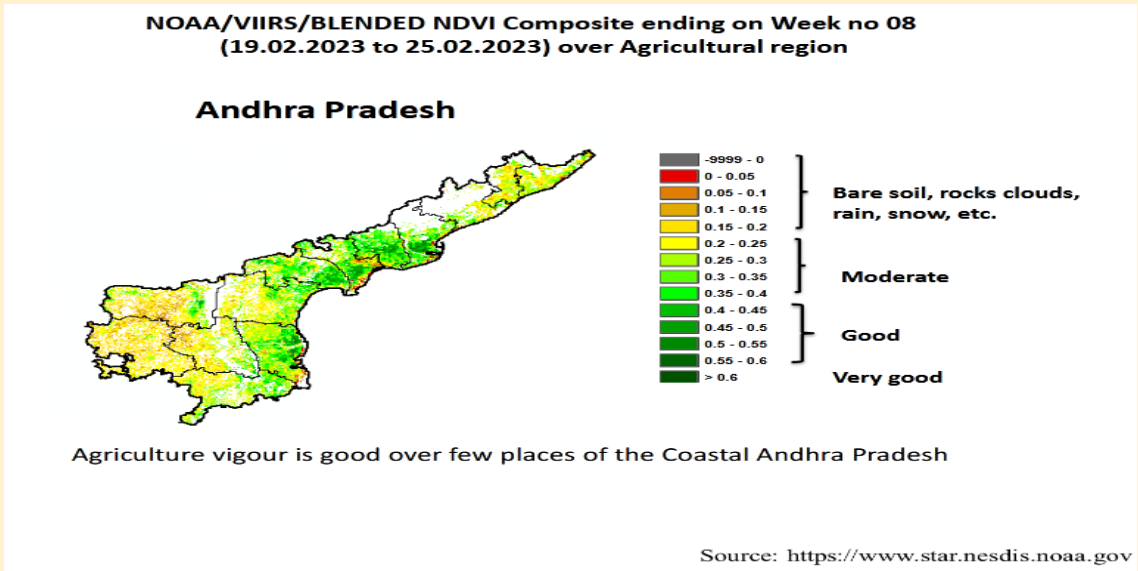 NOAA/VIIRS/BLENDED NDVI Composite ending on Week no 08
(19.02.2023 to 25.02.2023) over Agricultural region
Andhra Pradesh
-9999 - 0
0 - 0.05
0.05 - 0.1
0.1 - 0.15
0.15 - 0.2
0.2 - 0.25
0.25 - 0.3
0.3 - 0.35
0.35 - 0.4
0.4 - 0.45
0.45 - 0.5
0.5 - 0.55
0.55 - 0.6
> 0.6
Bare soil, rocks clouds,
rain, snow, etc.
Moderate
Good
Very good
Agriculture vigour is good over few places of the Coastal Andhra Pradesh
Source: https://www.star.nesdis.noaa.gov